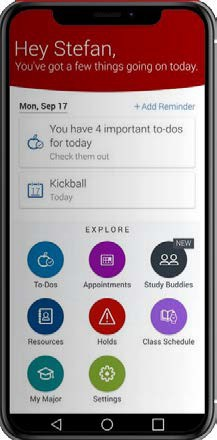 Hey Stefan,
You've got a few things going on today.
Mon, Sep 17
+ Add Reminder
You have 4 important to-dos
for today
Check them out
Kickball
Today
EXPLORE
NEW
To-Dos
Appointments
Study Buddies
Resources
Holds
Class Schedule
My Major
Settings